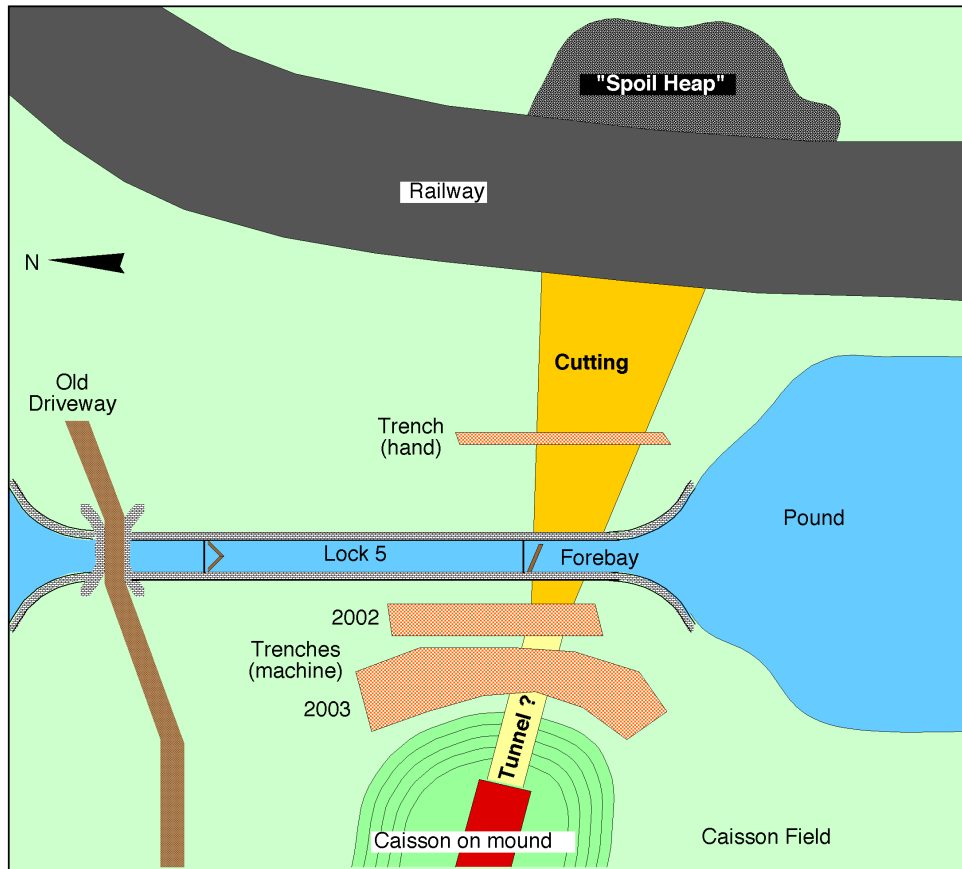 "Spoil Heap"
Railway
N
Cutting
Old
Driveway
Trench
(hand)
Pound
Lock 5
Forebay
2002
Trenches
(machine)
2003
Tunnel ?
Caisson on mound
Caisson Field